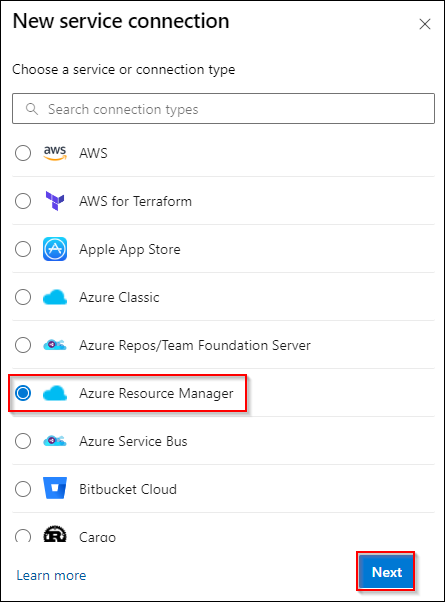 New service connection
Choose a service or connection type
Search connection types
aws AWS
AWS for Terraform
Apple App Store
Azure Classic
Azure Repos/Team Foundation Server
Azure Resource Manager
Azure Service Bus
Bitbucket Cloud
Cargo
Learn more
Next